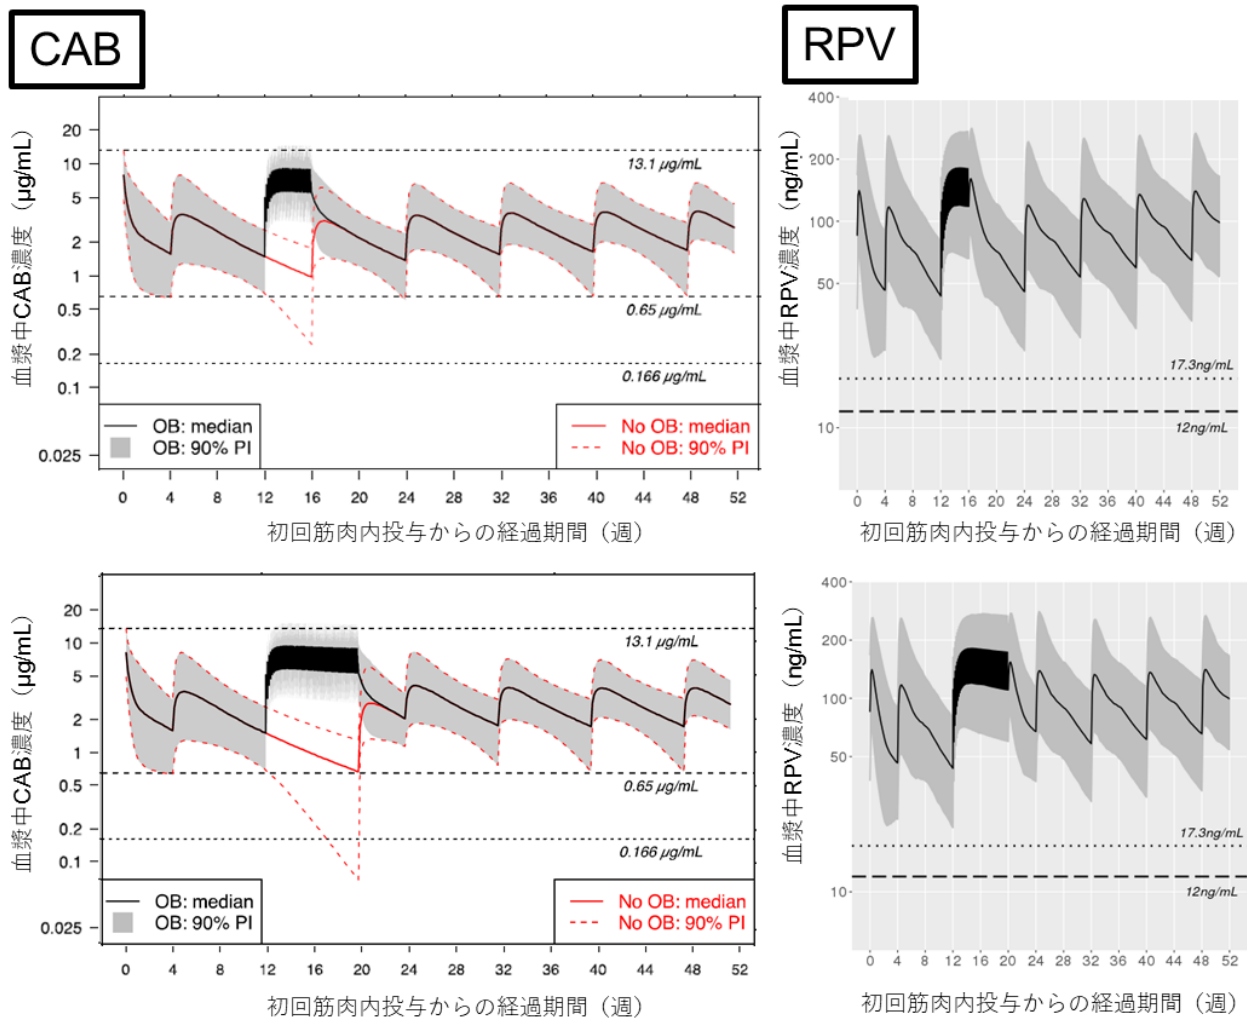 CAB
RPV
血漿中CAB濃度（µg/mL）
20
10
5
2
1
0.5
0.2
0.1
0.025
13.1 µg/mL
0.65 µg/mL
0.166 µg/mL
OB: median
OB: 90% PI
No OB: median
No OB: 90% PI
0 4 8 12 16 20 24 28 32 36 40 44 48 52
初回筋肉内投与からの経過期間（週）
血漿中RPV濃度（ng/mL）
400
200
100
50
10
17.3ng/mL
12ng/mL
0 4 8 12 16 20 24 28 32 36 40 44 48 52
初回筋肉内投与からの経過期間（週）
血漿中CAB濃度（µg/mL）
20
10
5
2
1
0.5
0.2
0.1
0.025
13.1 µg/mL
0.65 µg/mL
0.166 µg/mL
OB: median
OB: 90% PI
No OB: median
No OB: 90% PI
0 4 8 12 16 20 24 28 32 36 40 44 48 52
初回筋肉内投与からの経過期間（週）
血漿中RPV濃度（ng/mL）
400
200
100
50
10
17.3ng/mL
12ng/mL
0 4 8 12 16 20 24 28 32 36 40 44 48 52
初回筋肉内投与からの経過期間（週）